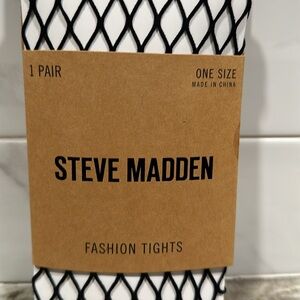 1 PAIR
ONE SIZE
MADE IN CHINA
STEVE MADDEN
FASHION TIGHTS